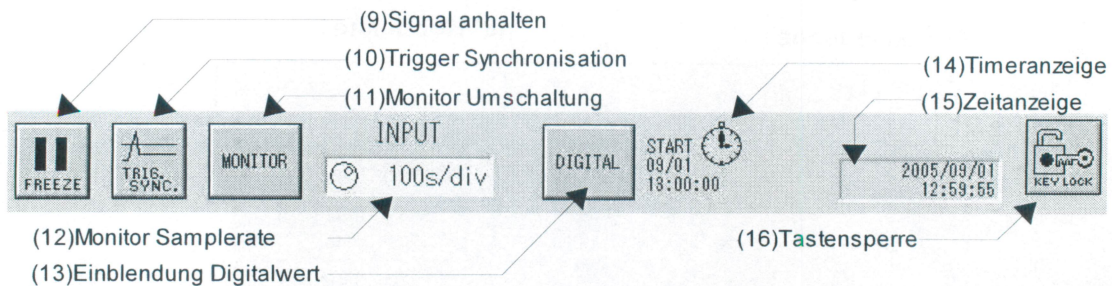 (9)Signal anhalten
(10)Trigger Synchronisation
(11)Monitor Umschaltung
(14)Timeranzeige
(15)Zeitanzeige
FREEZE
TRIG.
SYNC.
MONITOR
INPUT
100s/div
DIGITAL
START
09/01
13:00:00
2005/09/01
12:59:55
KEY LOCK
(12)Monitor Samplerate
(13)Einblendung Digitalwert
(16)Tastensperre